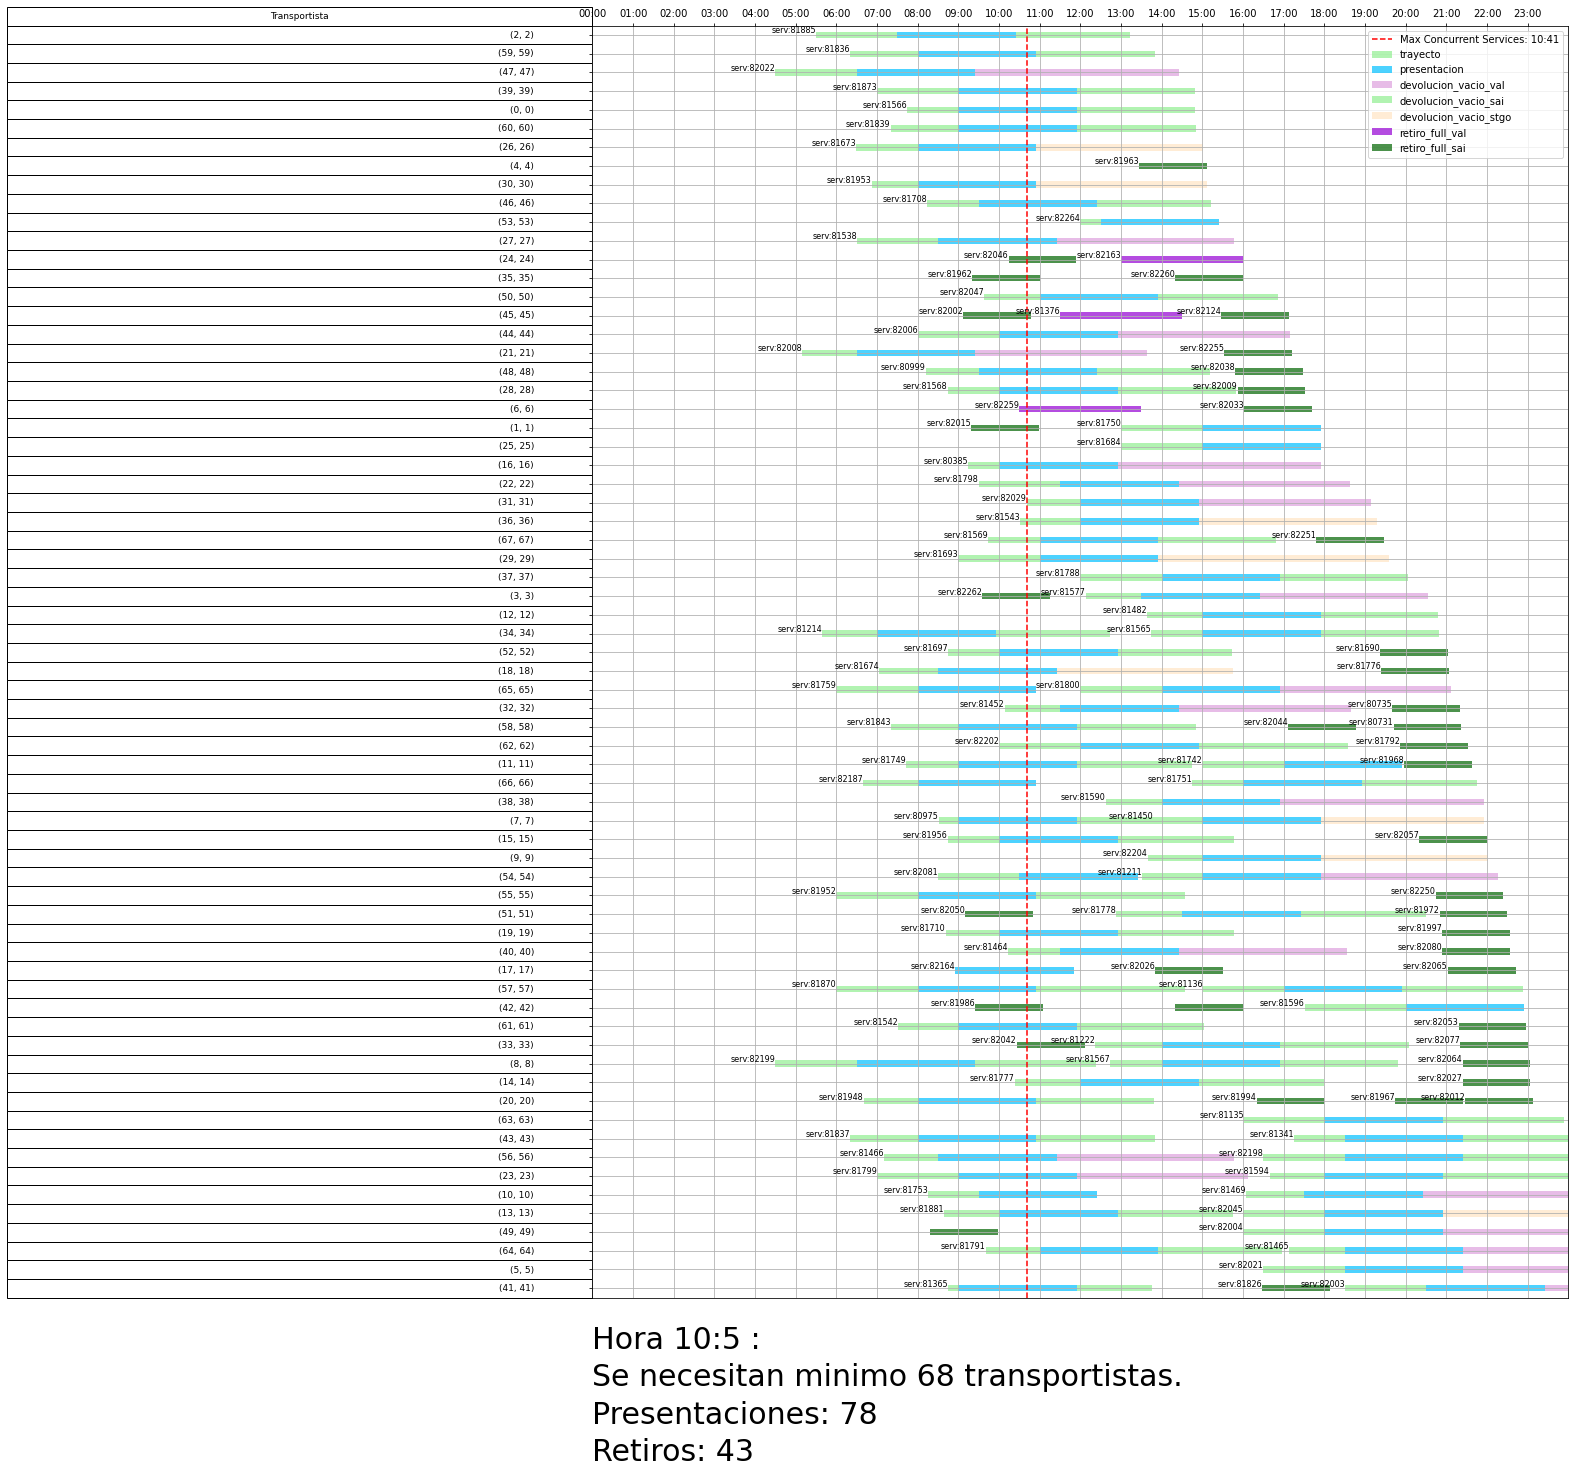 Transportista 00:00 01:00 02:00 03:00 04:00 05:00 06:00 07:00 08:00 09:00 10:00 11:00 12:00 13:00 14:00 15:00 16:00 17:00 18:00 19:00 20:00 21:00 22:00 23:00
Max Concurrent Services: 10:41
trayecto
presentacion
devolucion_vacio_val
devolucion_vacio_sai
devolucion_vacio_stgo
retiro_full_val
retiro_full_sai
(2, 2) serv:81885
(59, 59) serv:81836
(47, 47) serv:82022
(39, 39) serv:81873
(0, 0) serv:81566
(60, 60) serv:81839
(26, 26) serv:81673
(4, 4) serv:81963
(30, 30) serv:81953
(46, 46) serv:81708
(53, 53) serv:82264
(27, 27) serv:81538
(24, 24) serv:82046 serv:82163
(35, 35) serv:81962 serv:82260
(50, 50) serv:82047
(45, 45) serv:82002 serv:81376 serv:82124
(44, 44) serv:82006
(21, 21) serv:82008 serv:82255
(48, 48) serv:80999 serv:82038
(28, 28) serv:81568 serv:82009
(6, 6) serv:82259 serv:82033
(1, 1) serv:82015 serv:81750
(25, 25) serv:81684
(16, 16) serv:80385
(22, 22) serv:81798
(31, 31) serv:82029
(36, 36) serv:81543
(67, 67) serv:81569 serv:82251
(29, 29) serv:81693
(37, 37) serv:81788
(3, 3) serv:82262 serv:81577
(12, 12) serv:81482
(34, 34) serv:81214 serv:81565
(52, 52) serv:81697 serv:81690
(18, 18) serv:81674 serv:81776
(65, 65) serv:81759 serv:81800
(32, 32) serv:81452 serv:80735
(58, 58) serv:81843 serv:82044 serv:80731
(62, 62) serv:82202 serv:81792
(11, 11) serv:81749 serv:81742 serv:81968
(66, 66) serv:82187 serv:81751
(38, 38) serv:81590
(7, 7) serv:80975 serv:81450
(15, 15) serv:81956 serv:82057
(9, 9) serv:82204
(54, 54) serv:82081 serv:81211
(55, 55) serv:81952 serv:82250
(51, 51) serv:82050 serv:81778 serv:81972
(19, 19) serv:81710 serv:81997
(40, 40) serv:81464 serv:82080
(17, 17) serv:82164 serv:82026 serv:82065
(57, 57) serv:81870 serv:81136
(42, 42) serv:81986 serv:81596
(61, 61) serv:81542 serv:82053
(33, 33) serv:82042 serv:81222 serv:82077
(8, 8) serv:82199 serv:81567 serv:82064
(14, 14) serv:81777 serv:82027
(20, 20) serv:81948 serv:81994 serv:81967 serv:82012
(63, 63) serv:81135
(43, 43) serv:81837 serv:81341
(56, 56) serv:81466 serv:82198
(23, 23) serv:81799 serv:81594
(10, 10) serv:81753 serv:81469
(13, 13) serv:81881 serv:82045
(49, 49) serv:82004
(64, 64) serv:81791 serv:81465
(5, 5) serv:82021
(41, 41) serv:81365 serv:81826 serv:82003
Hora 10:5 :
Se necesitan minimo 68 transportistas.
Presentaciones: 78
Retiros: 43